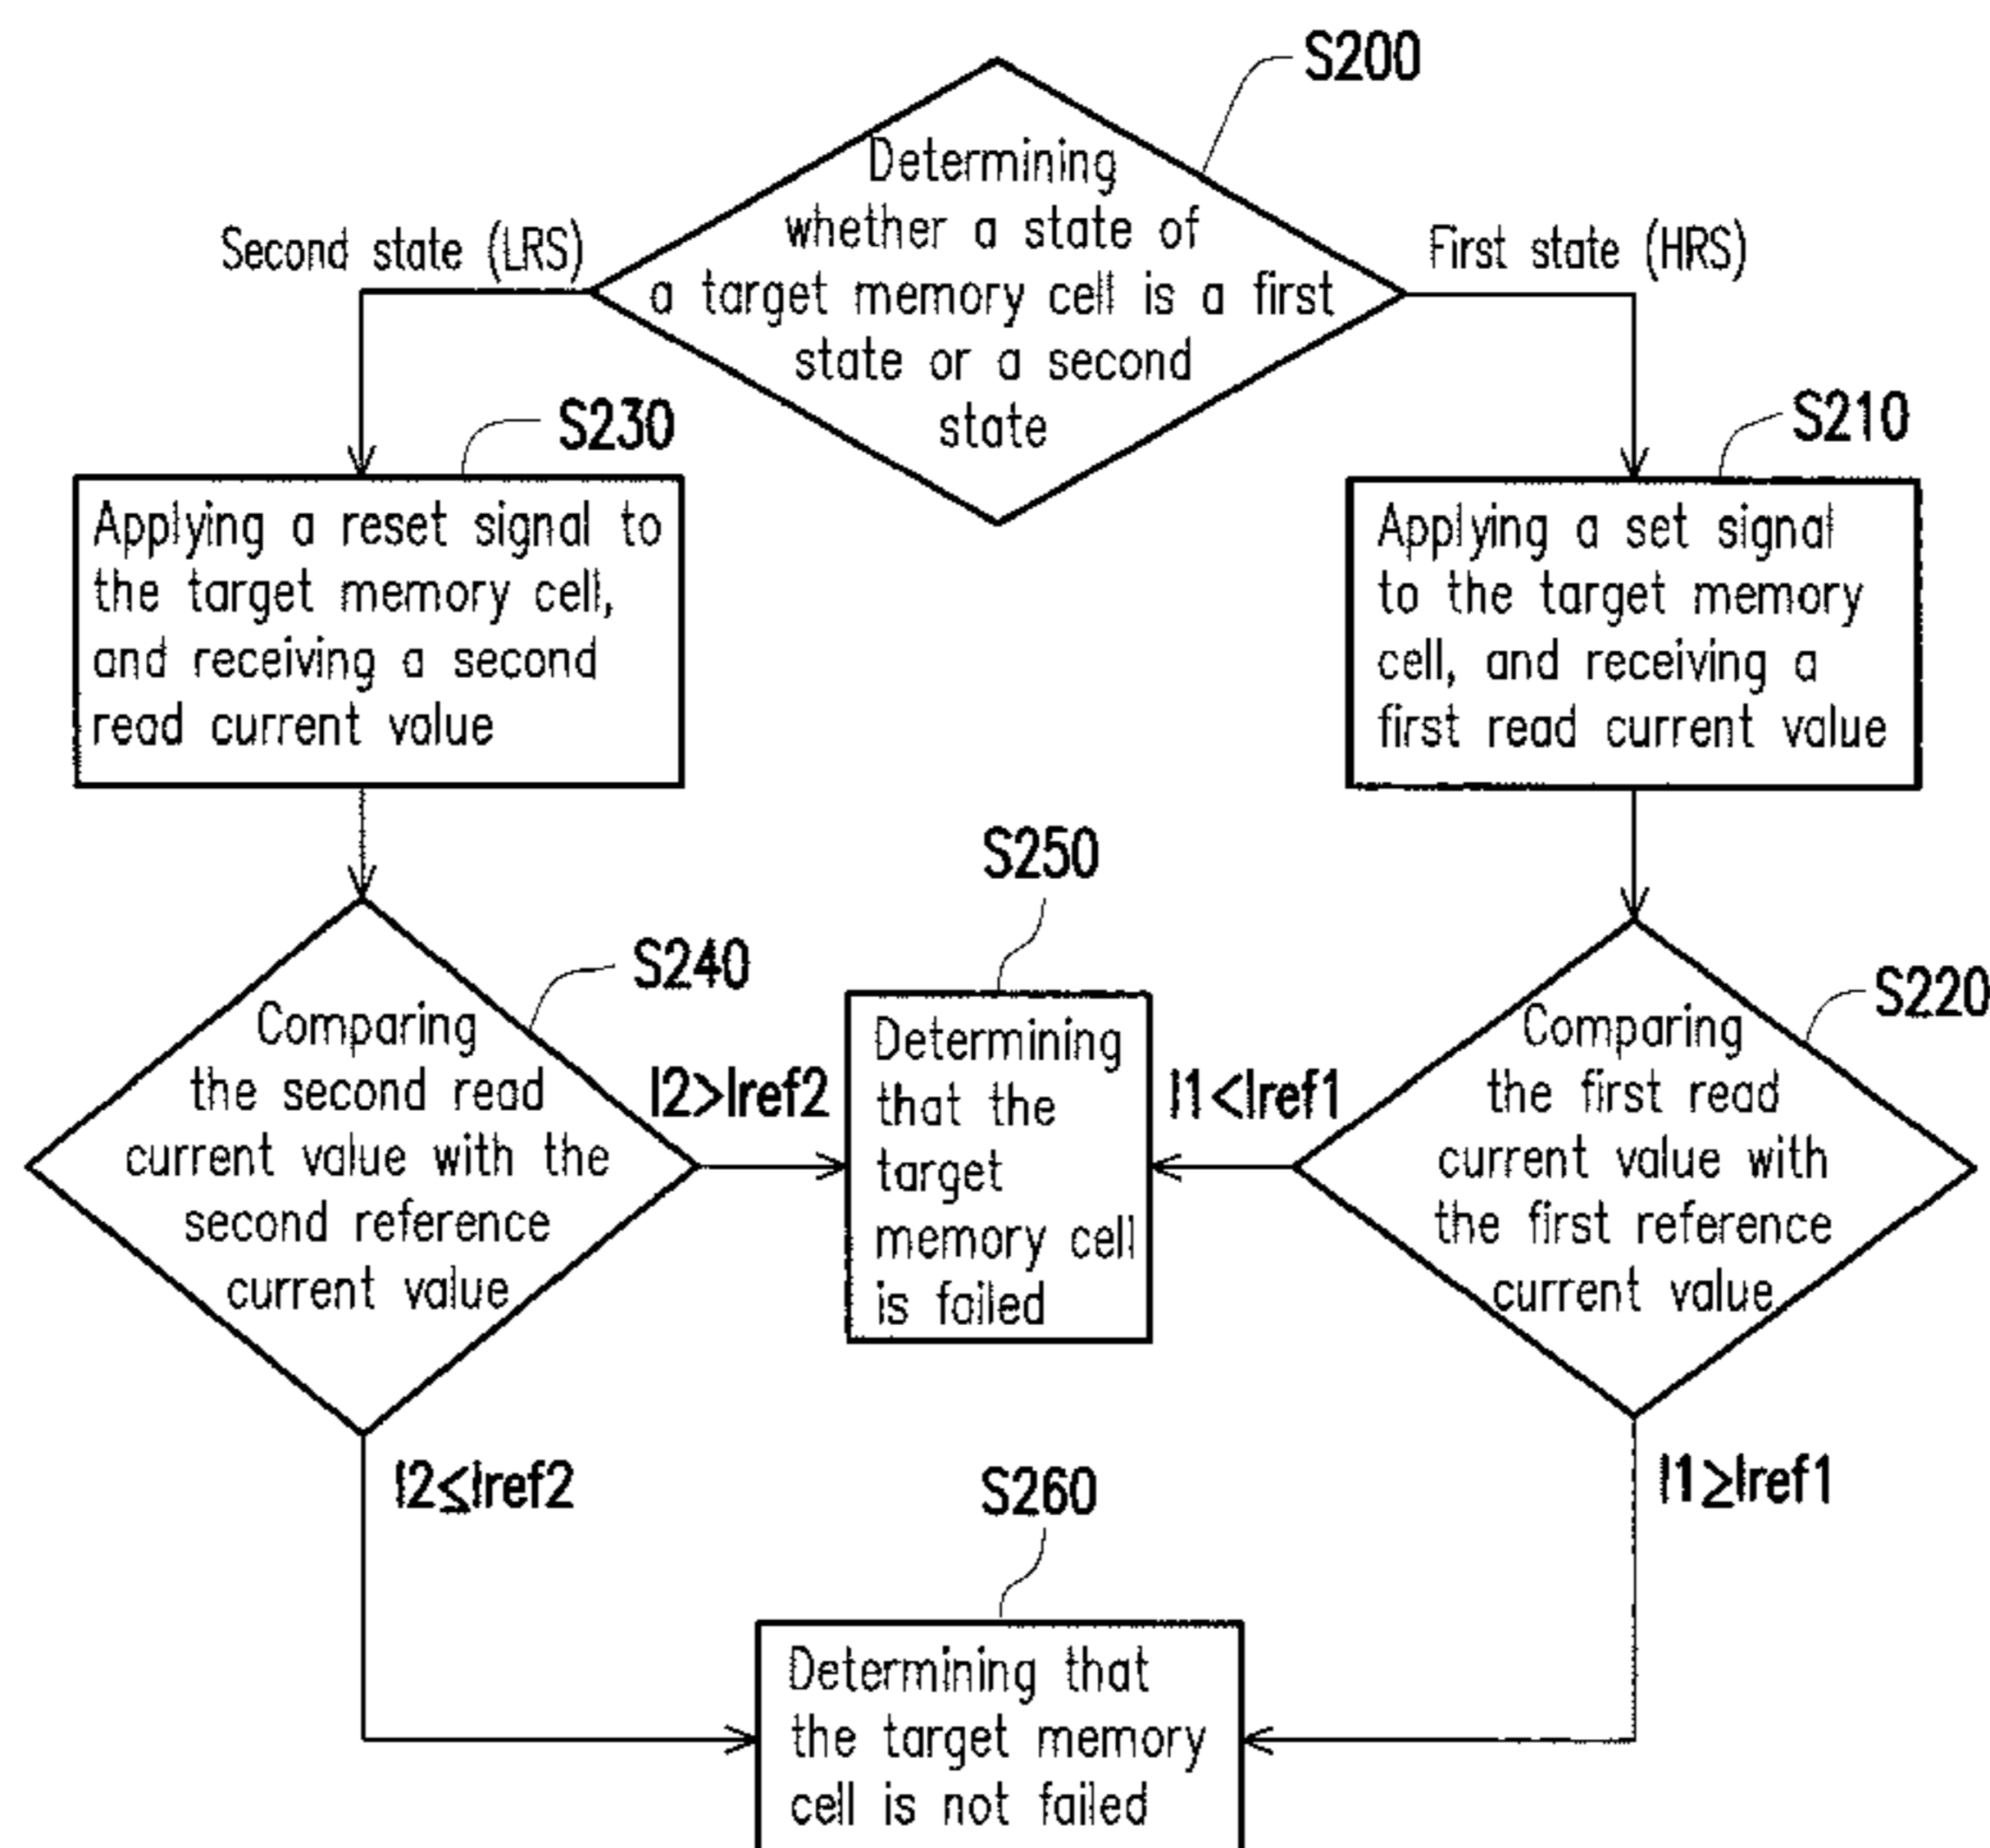 S200
Determining
whether a state of
a target memory cell is a first
state or a second
state
Second state (LRS)
First state (HRS)
S230
Applying a reset signal to
the target memory cell,
and receiving a second
read current value
S210
Applying a set signal
to the target memory
cell, and receiving a
first read current value
S240
Comparing
the second read
current value with the
second reference
current value
I2>Iref2
I2≤Iref2
S250
Determining
that the
target
memory cell
is failed
S220
Comparing
the first read
current value with
the first reference
current value
I1<Iref1
I1≥Iref1
S260
Determining that
the target memory
cell is not failed